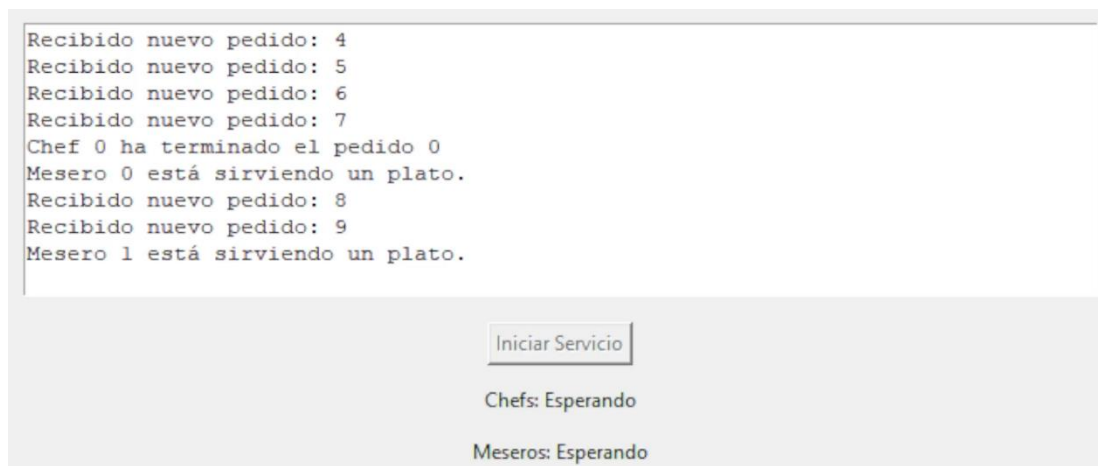 Recibido nuevo pedido: 4
Recibido nuevo pedido: 5
Recibido nuevo pedido: 6
Recibido nuevo pedido: 7
Chef 0 ha terminado el pedido 0
Mesero 0 está sirviendo un plato.
Recibido nuevo pedido: 8
Recibido nuevo pedido: 9
Mesero 1 está sirviendo un plato.
Iniciar Servicio
Chefs: Esperando
Meseros: Esperando